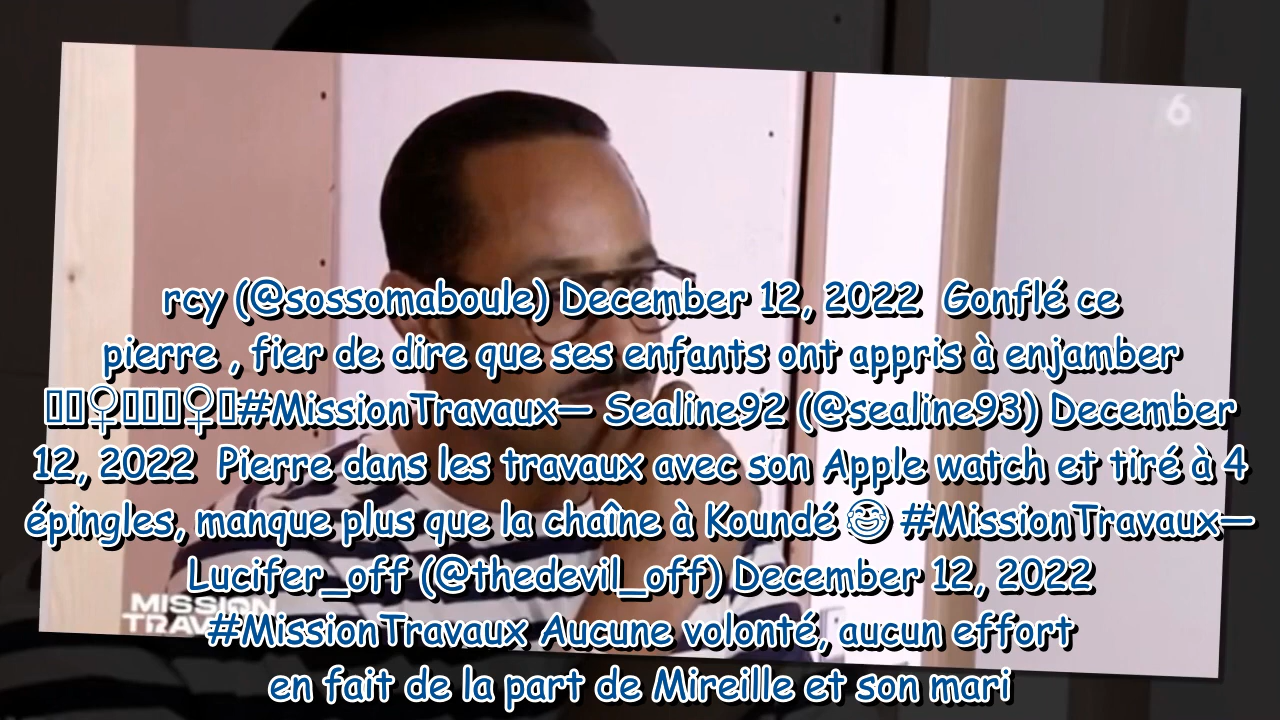 6
rcy (@sossomaboule) December 12, 2022 Gonflé ce
pierre , fier de dire que ses enfants ont appris à enjamber
♀♀#MissionTravaux— Sealine92 (@sealine93) December
12, 2022 Pierre dans les travaux avec son Apple watch et tiré à 4
épingles, manque plus que la chaîne à Koundé 😂 #MissionTravaux—
Lucifer_off (@thedevil_off) December 12, 2022
MISSION
TRAV
#MissionTravaux Aucune volonté, aucun effort
en fait de la part de Mireille et son mari